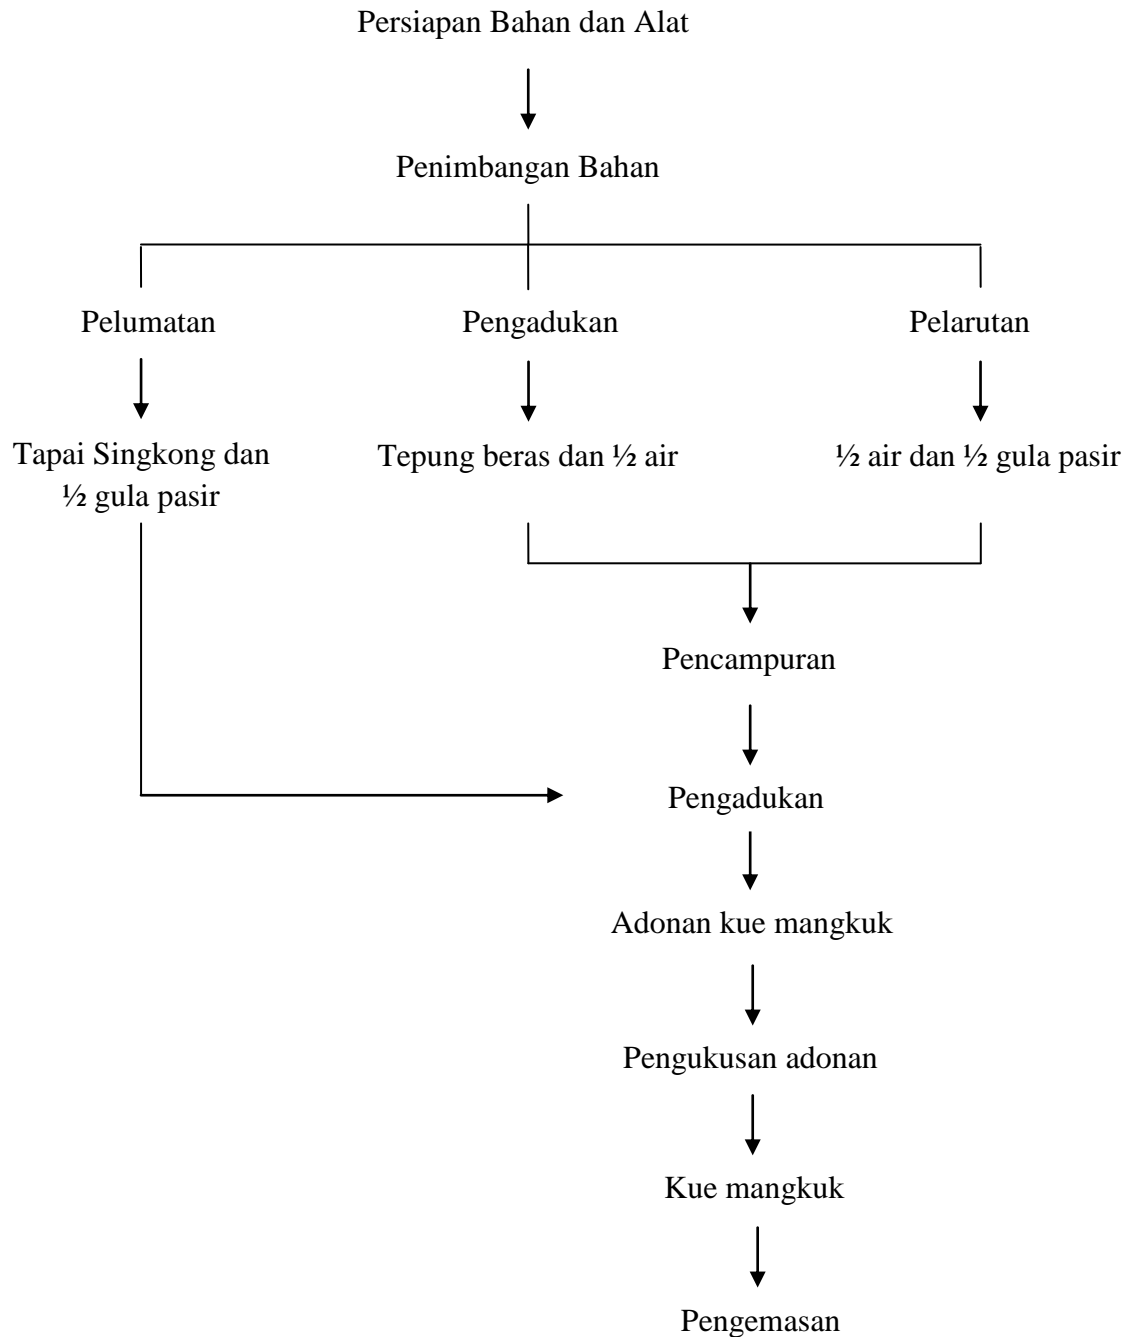 Persiapan Bahan dan Alat
Penimbangan Bahan
Pelumatan
Pengadukan
Pelarutan
Tapai Singkong dan
½ gula pasir
Tepung beras dan ½ air
½ air dan ½ gula pasir
Pencampuran
Pengadukan
Adonan kue mangkuk
Pengukusan adonan
Kue mangkuk
Pengemasan